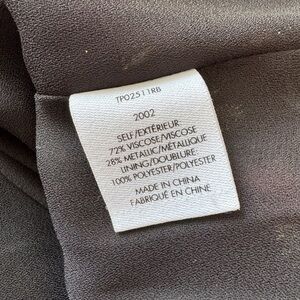 TP02511RB
2002
SELF/EXTÉRIEUR
72% VISCOSE/VISCOSE
28% METALLIC/MÉTALLIQUE
LINING/DOUBLURE
100% POLYESTER/POLYESTER
MADE IN CHINA
FABRIQUÉ EN CHINE